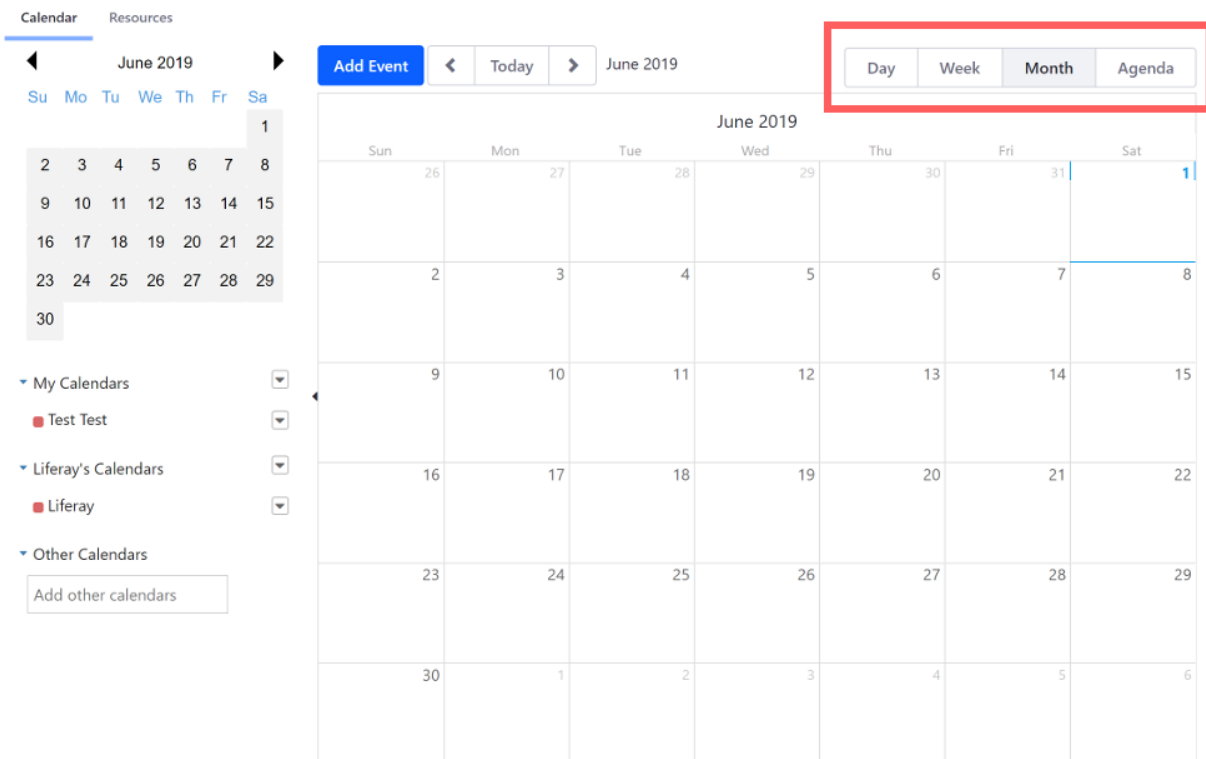 Calendar Resources
June 2019
Su Mo Tu We Th Fr Sa
1
2 3 4 5 6 7 8
9 10 11 12 13 14 15
16 17 18 19 20 21 22
23 24 25 26 27 28 29
30
My Calendars
Test Test
Liferay's Calendars
Liferay
Other Calendars
Add other calendars
Add Event Today June 2019 Day Week Month Agenda
June 2019
Sun Mon Tue Wed Thu Fri Sat
26 27 28 29 30 31 1
2 3 4 5 6 7 8
9 10 11 12 13 14 15
16 17 18 19 20 21 22
23 24 25 26 27 28 29
30 1 2 3 4 5 6